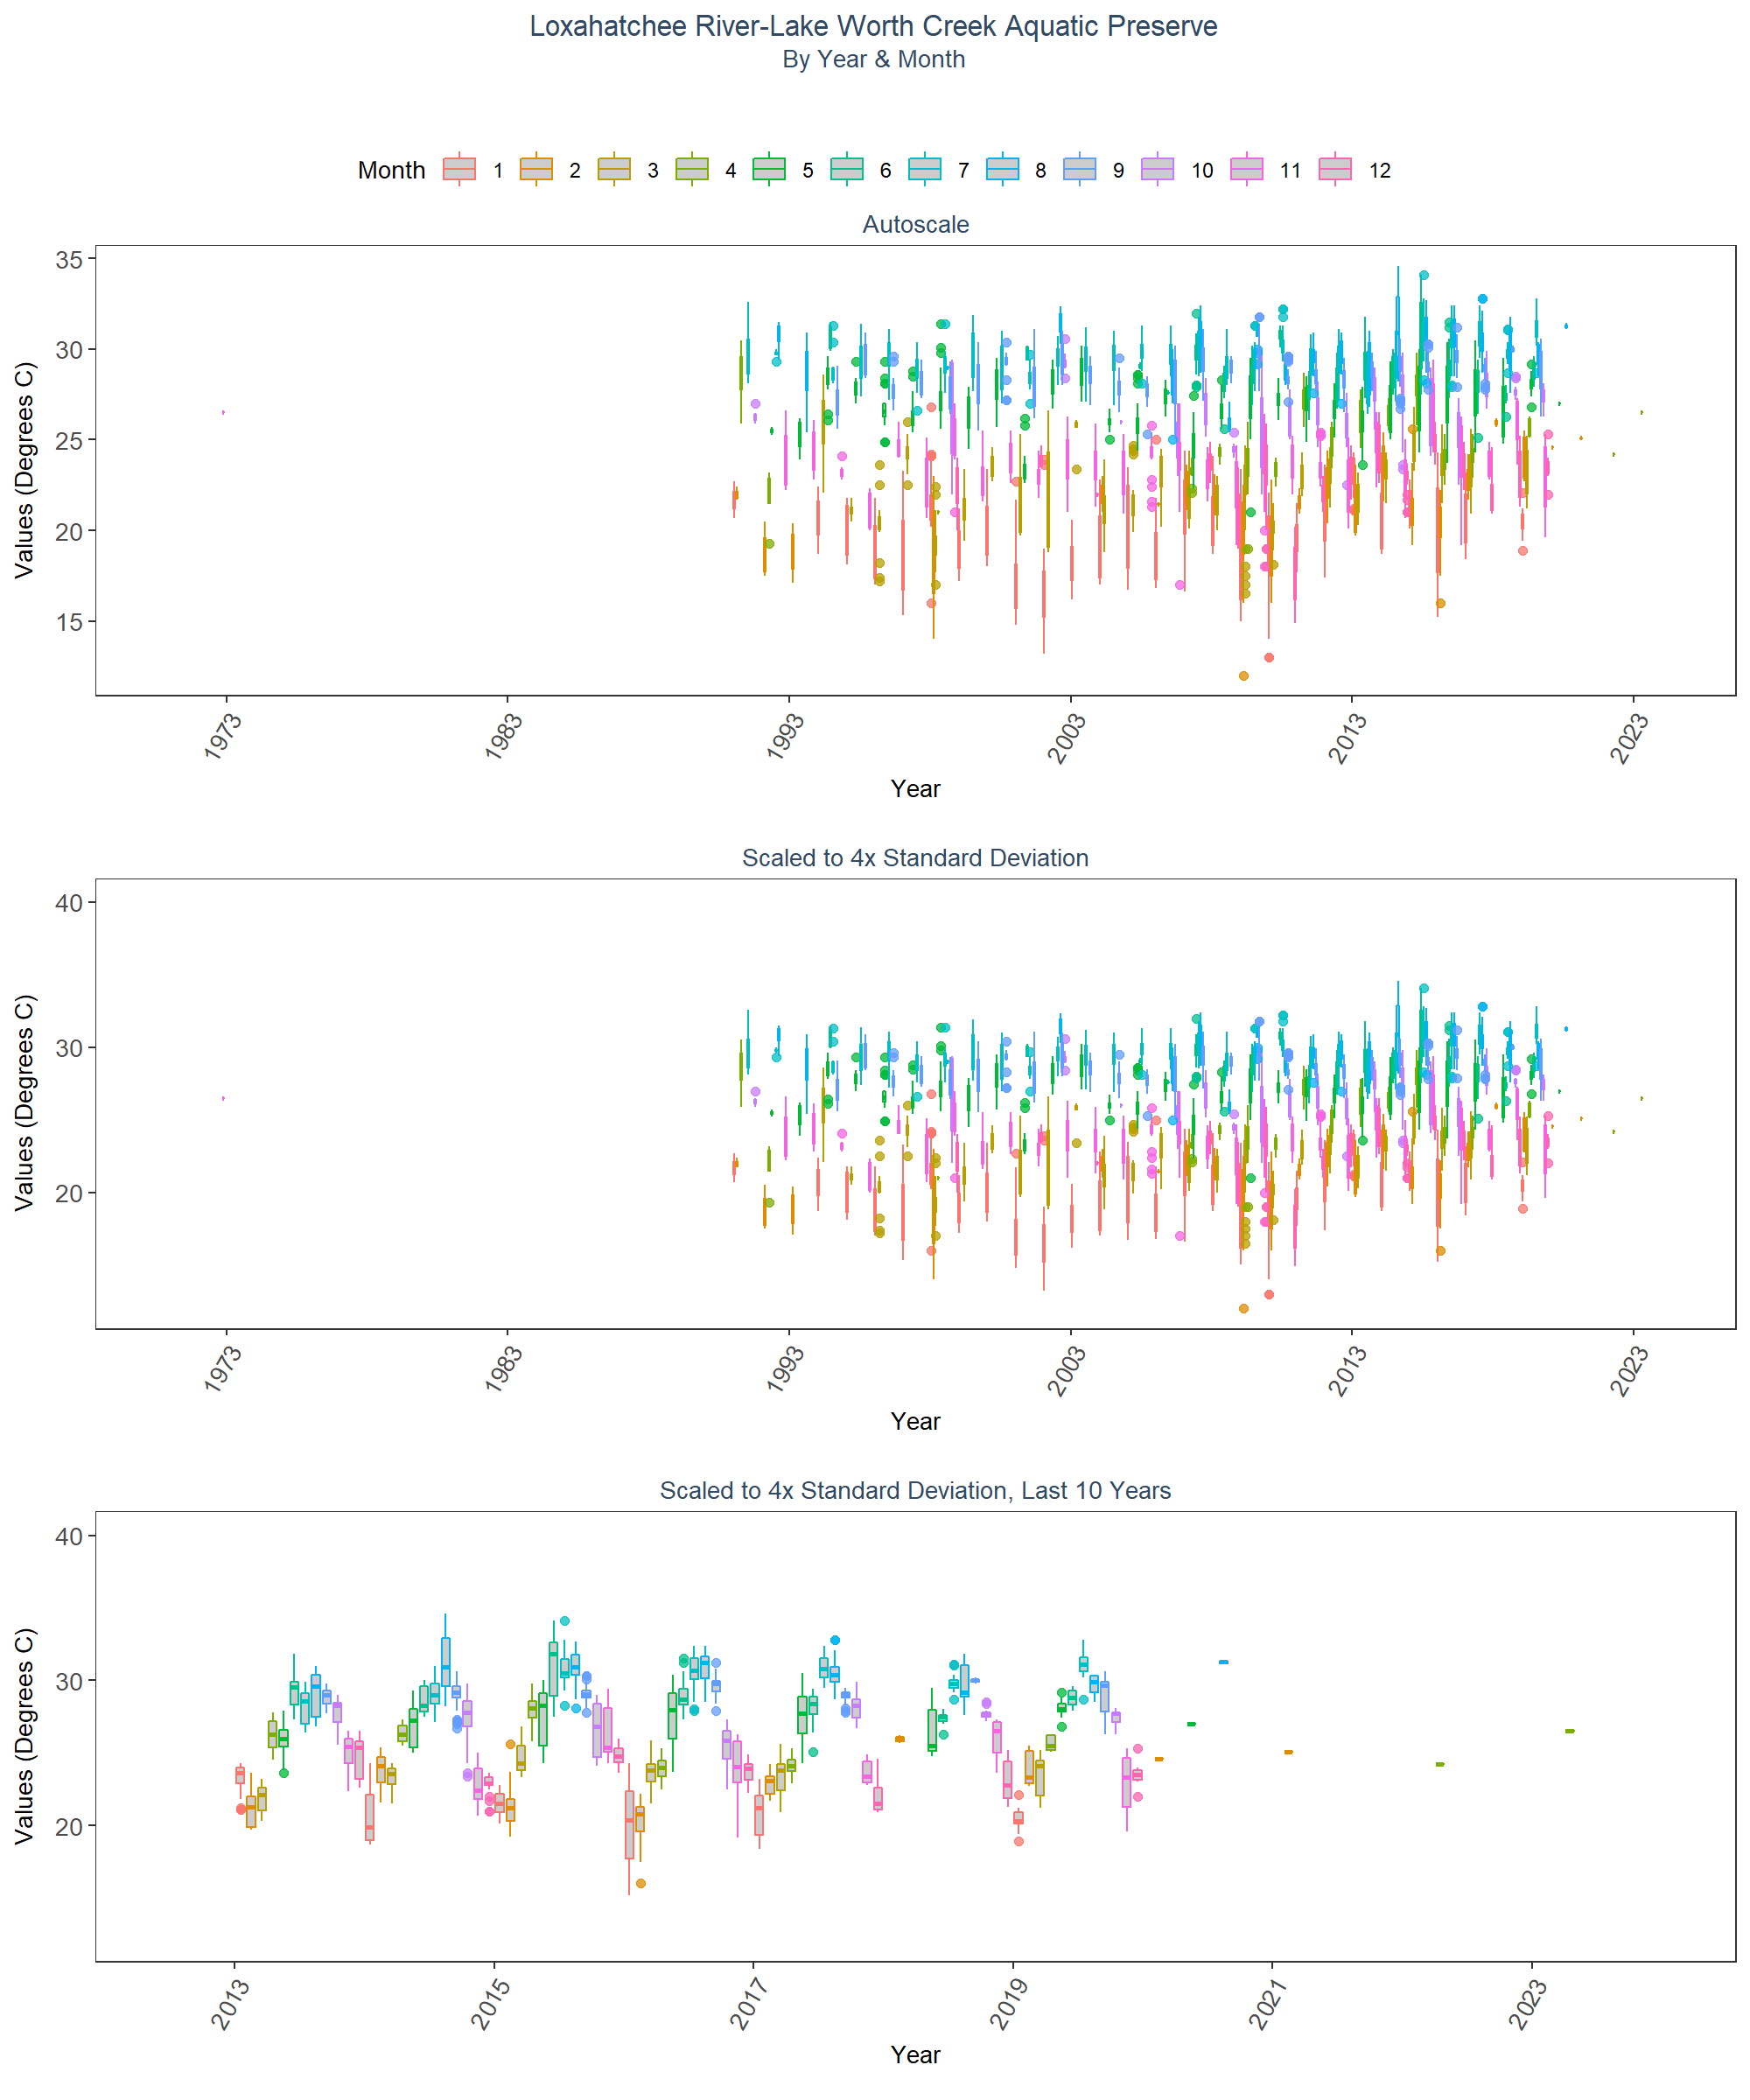 Loxahatchee River-Lake Worth Creek Aquatic Preserve
By Year & Month
Month 1 2 3 4 5 6 7 8 9 10 11 12
Autoscale
35
30
25
20
15
Values (Degrees C)
1973 1983 1993 2003 2013 2023
Year
Scaled to 4x Standard Deviation
40
30
20
Values (Degrees C)
1973 1983 1993 2003 2013 2023
Year
Scaled to 4x Standard Deviation, Last 10 Years
40
30
20
Values (Degrees C)
2013 2015 2017 2019 2021 2023
Year